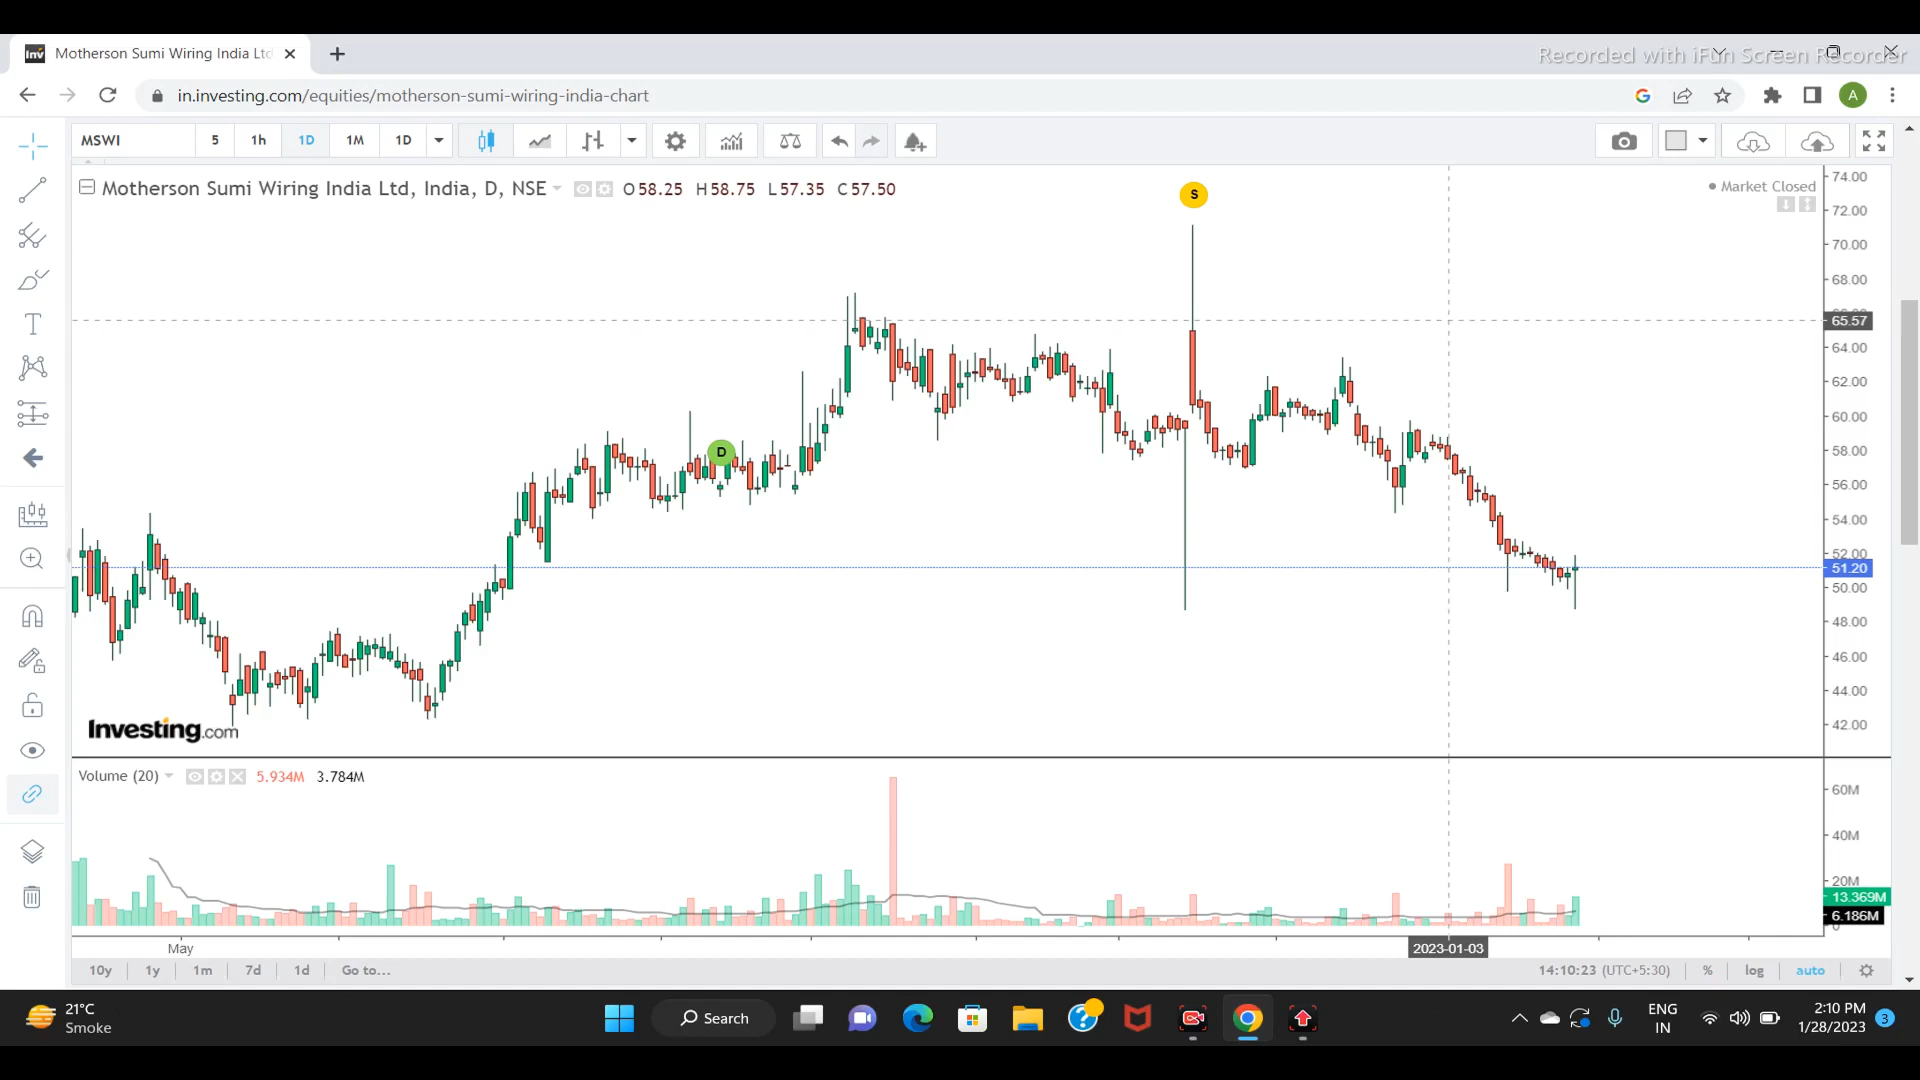 Motherson Sumi Wiring India Ltd
Recorded with iFun Screen Recorder
in.investing.com/equities/motherson-sumi-wiring-india-chart
A
MSWI
5
1h
1D
1M
1D
Motherson Sumi Wiring India Ltd, India, D, NSE
O 58.25 H 58.75 L 57.35 C 57.50
S
Market Closed
74.00
72.00
70.00
68.00
65.57
64.00
62.00
60.00
58.00
56.00
54.00
52.00
51.20
50.00
48.00
46.00
44.00
42.00
D
Investing.com
Volume (20)
5.934M 3.784M
60M
40M
20M
13.369M
6.186M
0
May
2023-01-03
10y
1y
1m
7d
1d
Go to...
14:10:23 (UTC+5:30)
%
log
auto
21°C
Smoke
Search
ENG
IN
2:10 PM
1/28/2023
3